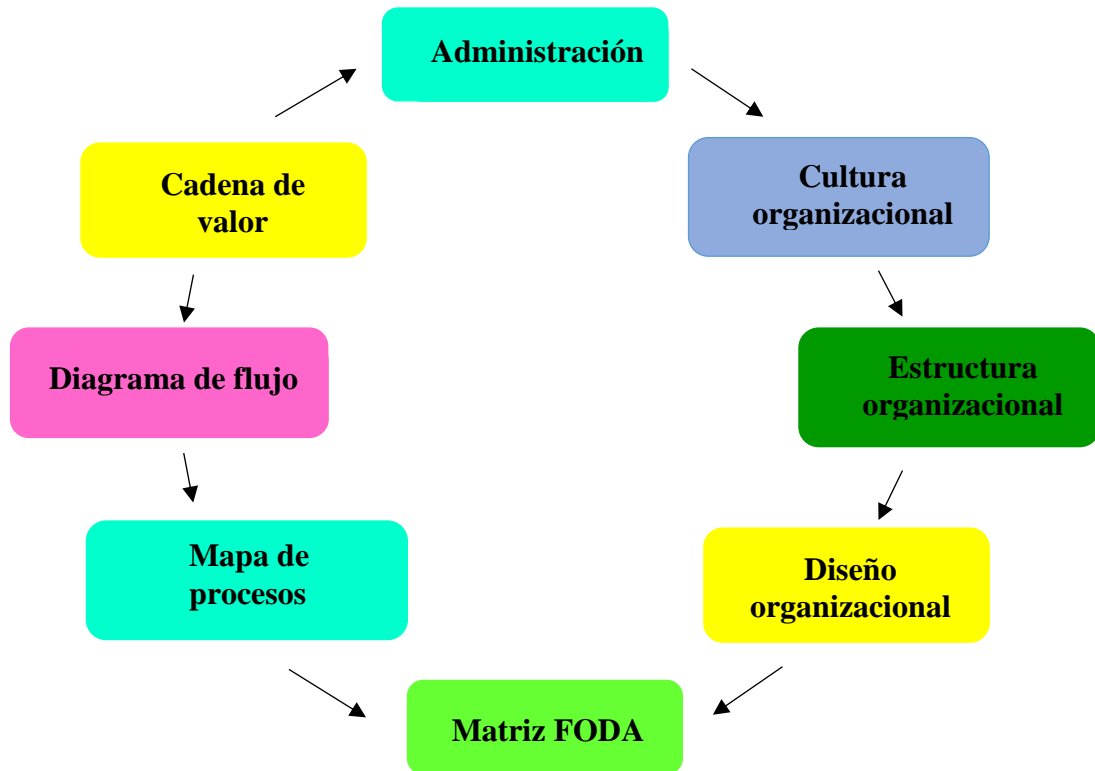 Administración
Cadena de
valor
Cultura
organizacional
Diagrama de flujo
Estructura
organizacional
Mapa de
procesos
Diseño
organizacional
Matriz FODA